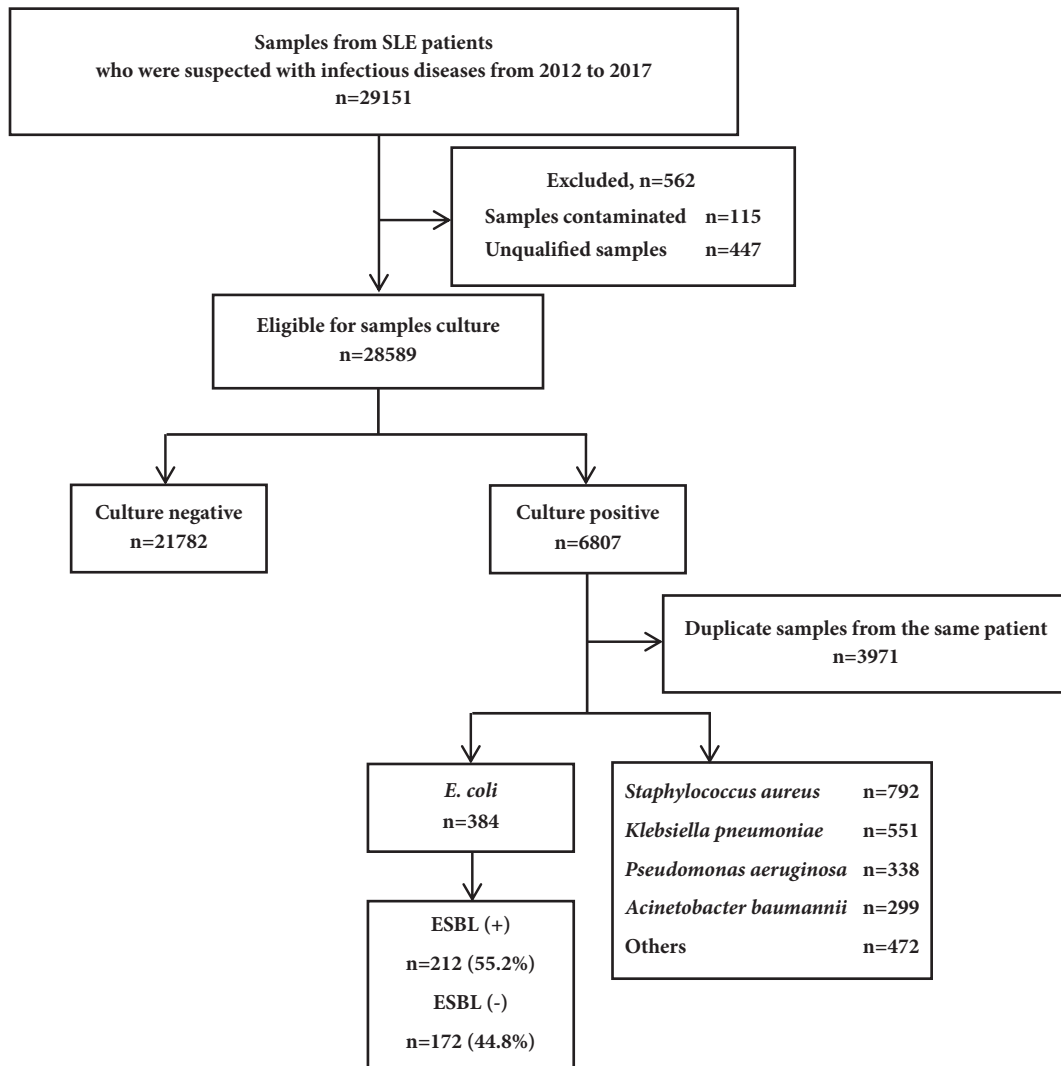 Samples from SLE patients
who were suspected with infectious diseases from 2012 to 2017
n=29151
Excluded, n=562
Samples contaminated n=115
Unqualified samples n=447
Eligible for samples culture
n=28589
Culture negative
n=21782
Culture positive
n=6807
Duplicate samples from the same patient
n=3971
E. coli
n=384
Staphylococcus aureus n=792
Klebsiella pneumoniae n=551
Pseudomonas aeruginosa n=338
Acinetobacter baumannii n=299
Others n=472
ESBL (+)
n=212 (55.2%)
ESBL (-)
n=172 (44.8%)